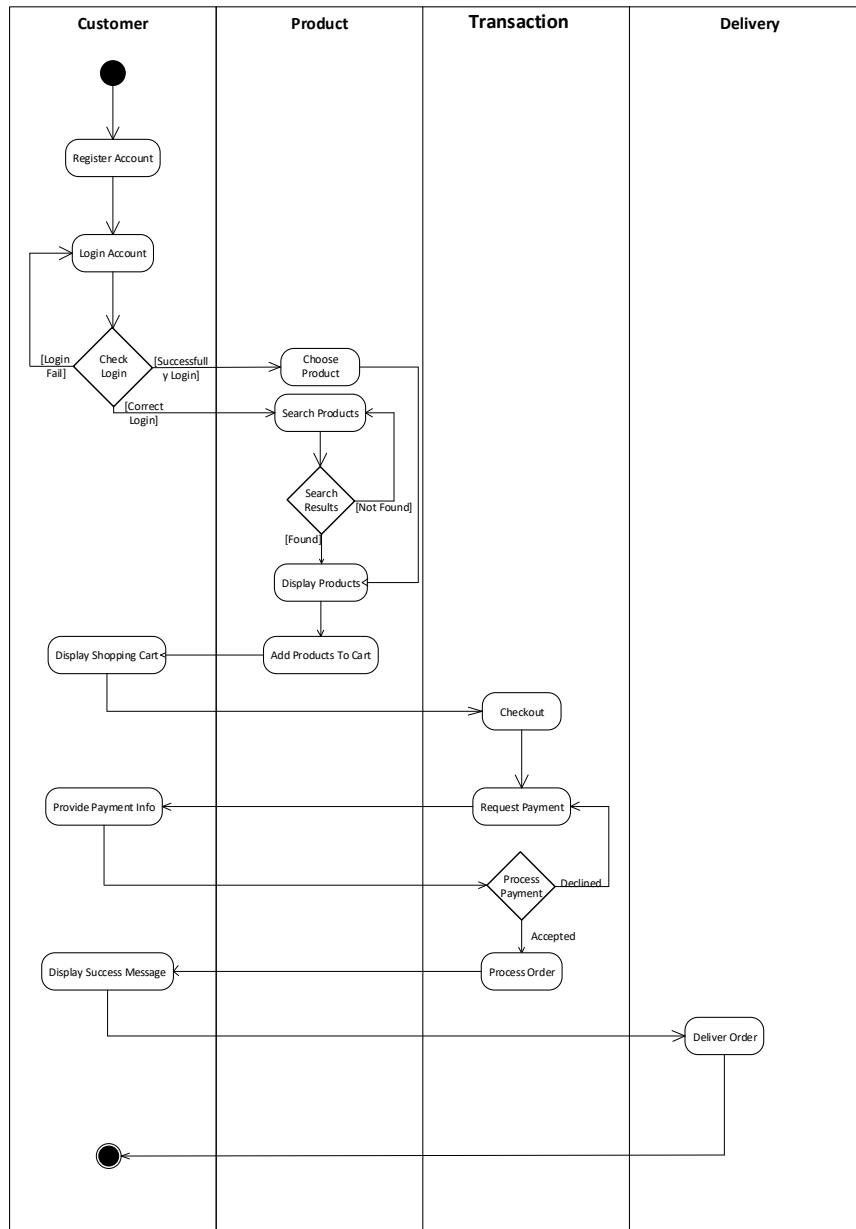 Customer
Product
Transaction
Delivery
Register Account
Login Account
Check
Login
[Login
Fail]
[Successfull
y Login]
[Correct
Login]
Choose
Product
Search Products
Search
Results
[Not Found]
[Found]
Display Products
Display Shopping Cart
Add Products To Cart
Checkout
Provide Payment Info
Request Payment
Process
Payment
Declined
Accepted
Display Success Message
Process Order
Deliver Order